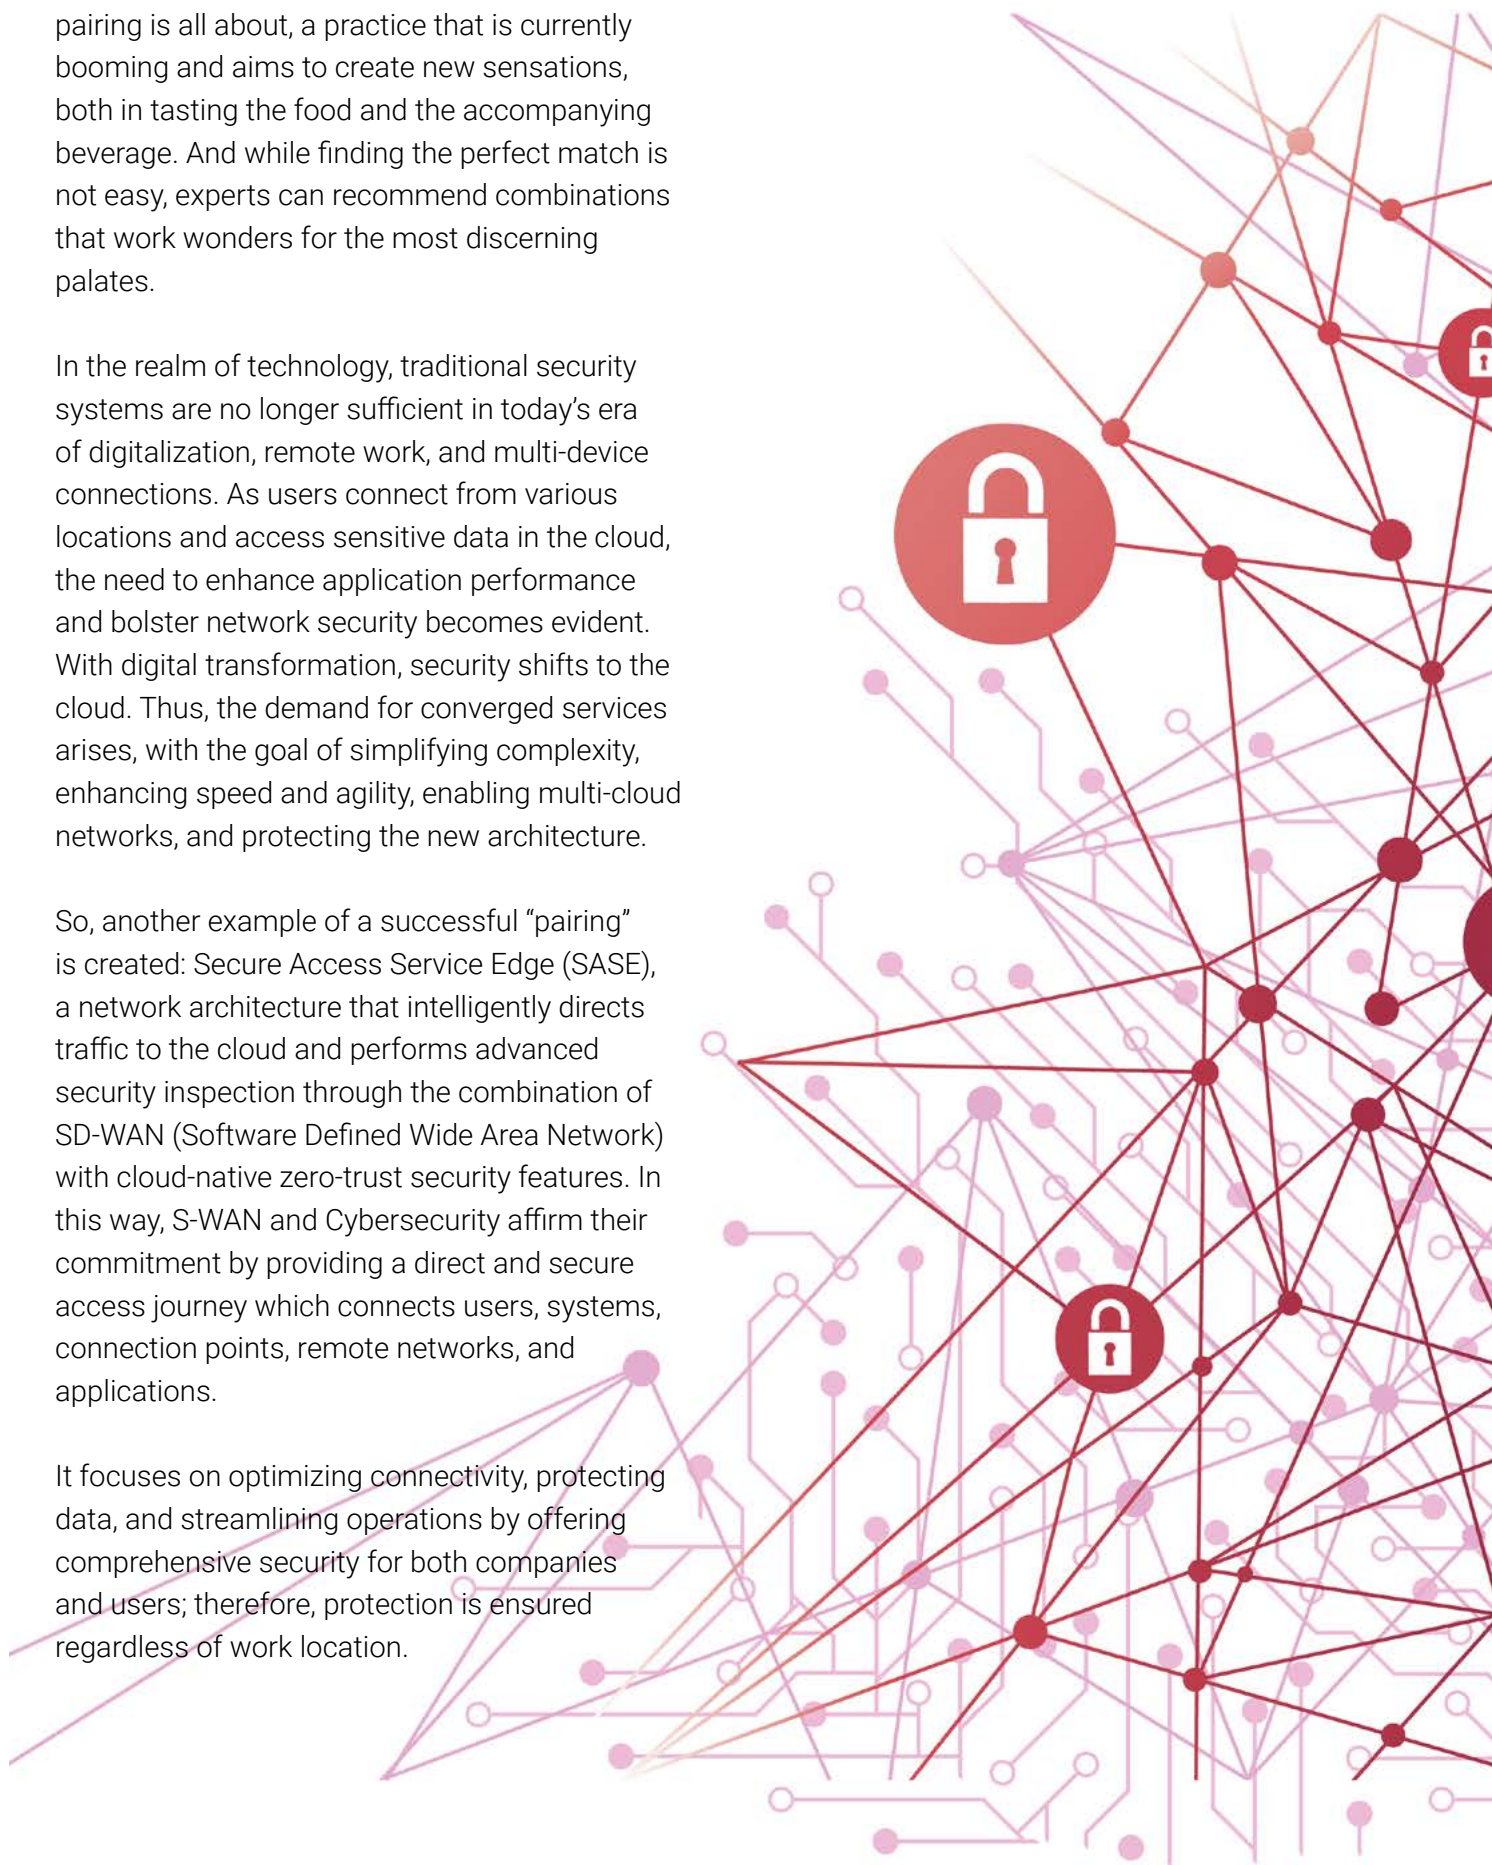 pairing is all about, a practice that is currently
booming and aims to create new sensations,
both in tasting the food and the accompanying
beverage. And while finding the perfect match is
not easy, experts can recommend combinations
that work wonders for the most discerning
palates.
In the realm of technology, traditional security
systems are no longer sufficient in today’s era
of digitalization, remote work, and multi-device
connections. As users connect from various
locations and access sensitive data in the cloud,
the need to enhance application performance
and bolster network security becomes evident.
With digital transformation, security shifts to the
cloud. Thus, the demand for converged services
arises, with the goal of simplifying complexity,
enhancing speed and agility, enabling multi-cloud
networks, and protecting the new architecture.
So, another example of a successful “pairing”
is created: Secure Access Service Edge (SASE),
a network architecture that intelligently directs
traffic to the cloud and performs advanced
security inspection through the combination of
SD-WAN (Software Defined Wide Area Network)
with cloud-native zero-trust security features. In
this way, S-WAN and Cybersecurity affirm their
commitment by providing a direct and secure
access journey which connects users, systems,
connection points, remote networks, and
applications.
It focuses on optimizing connectivity, protecting
data, and streamlining operations by offering
comprehensive security for both companies
and users; therefore, protection is ensured
regardless of work location.